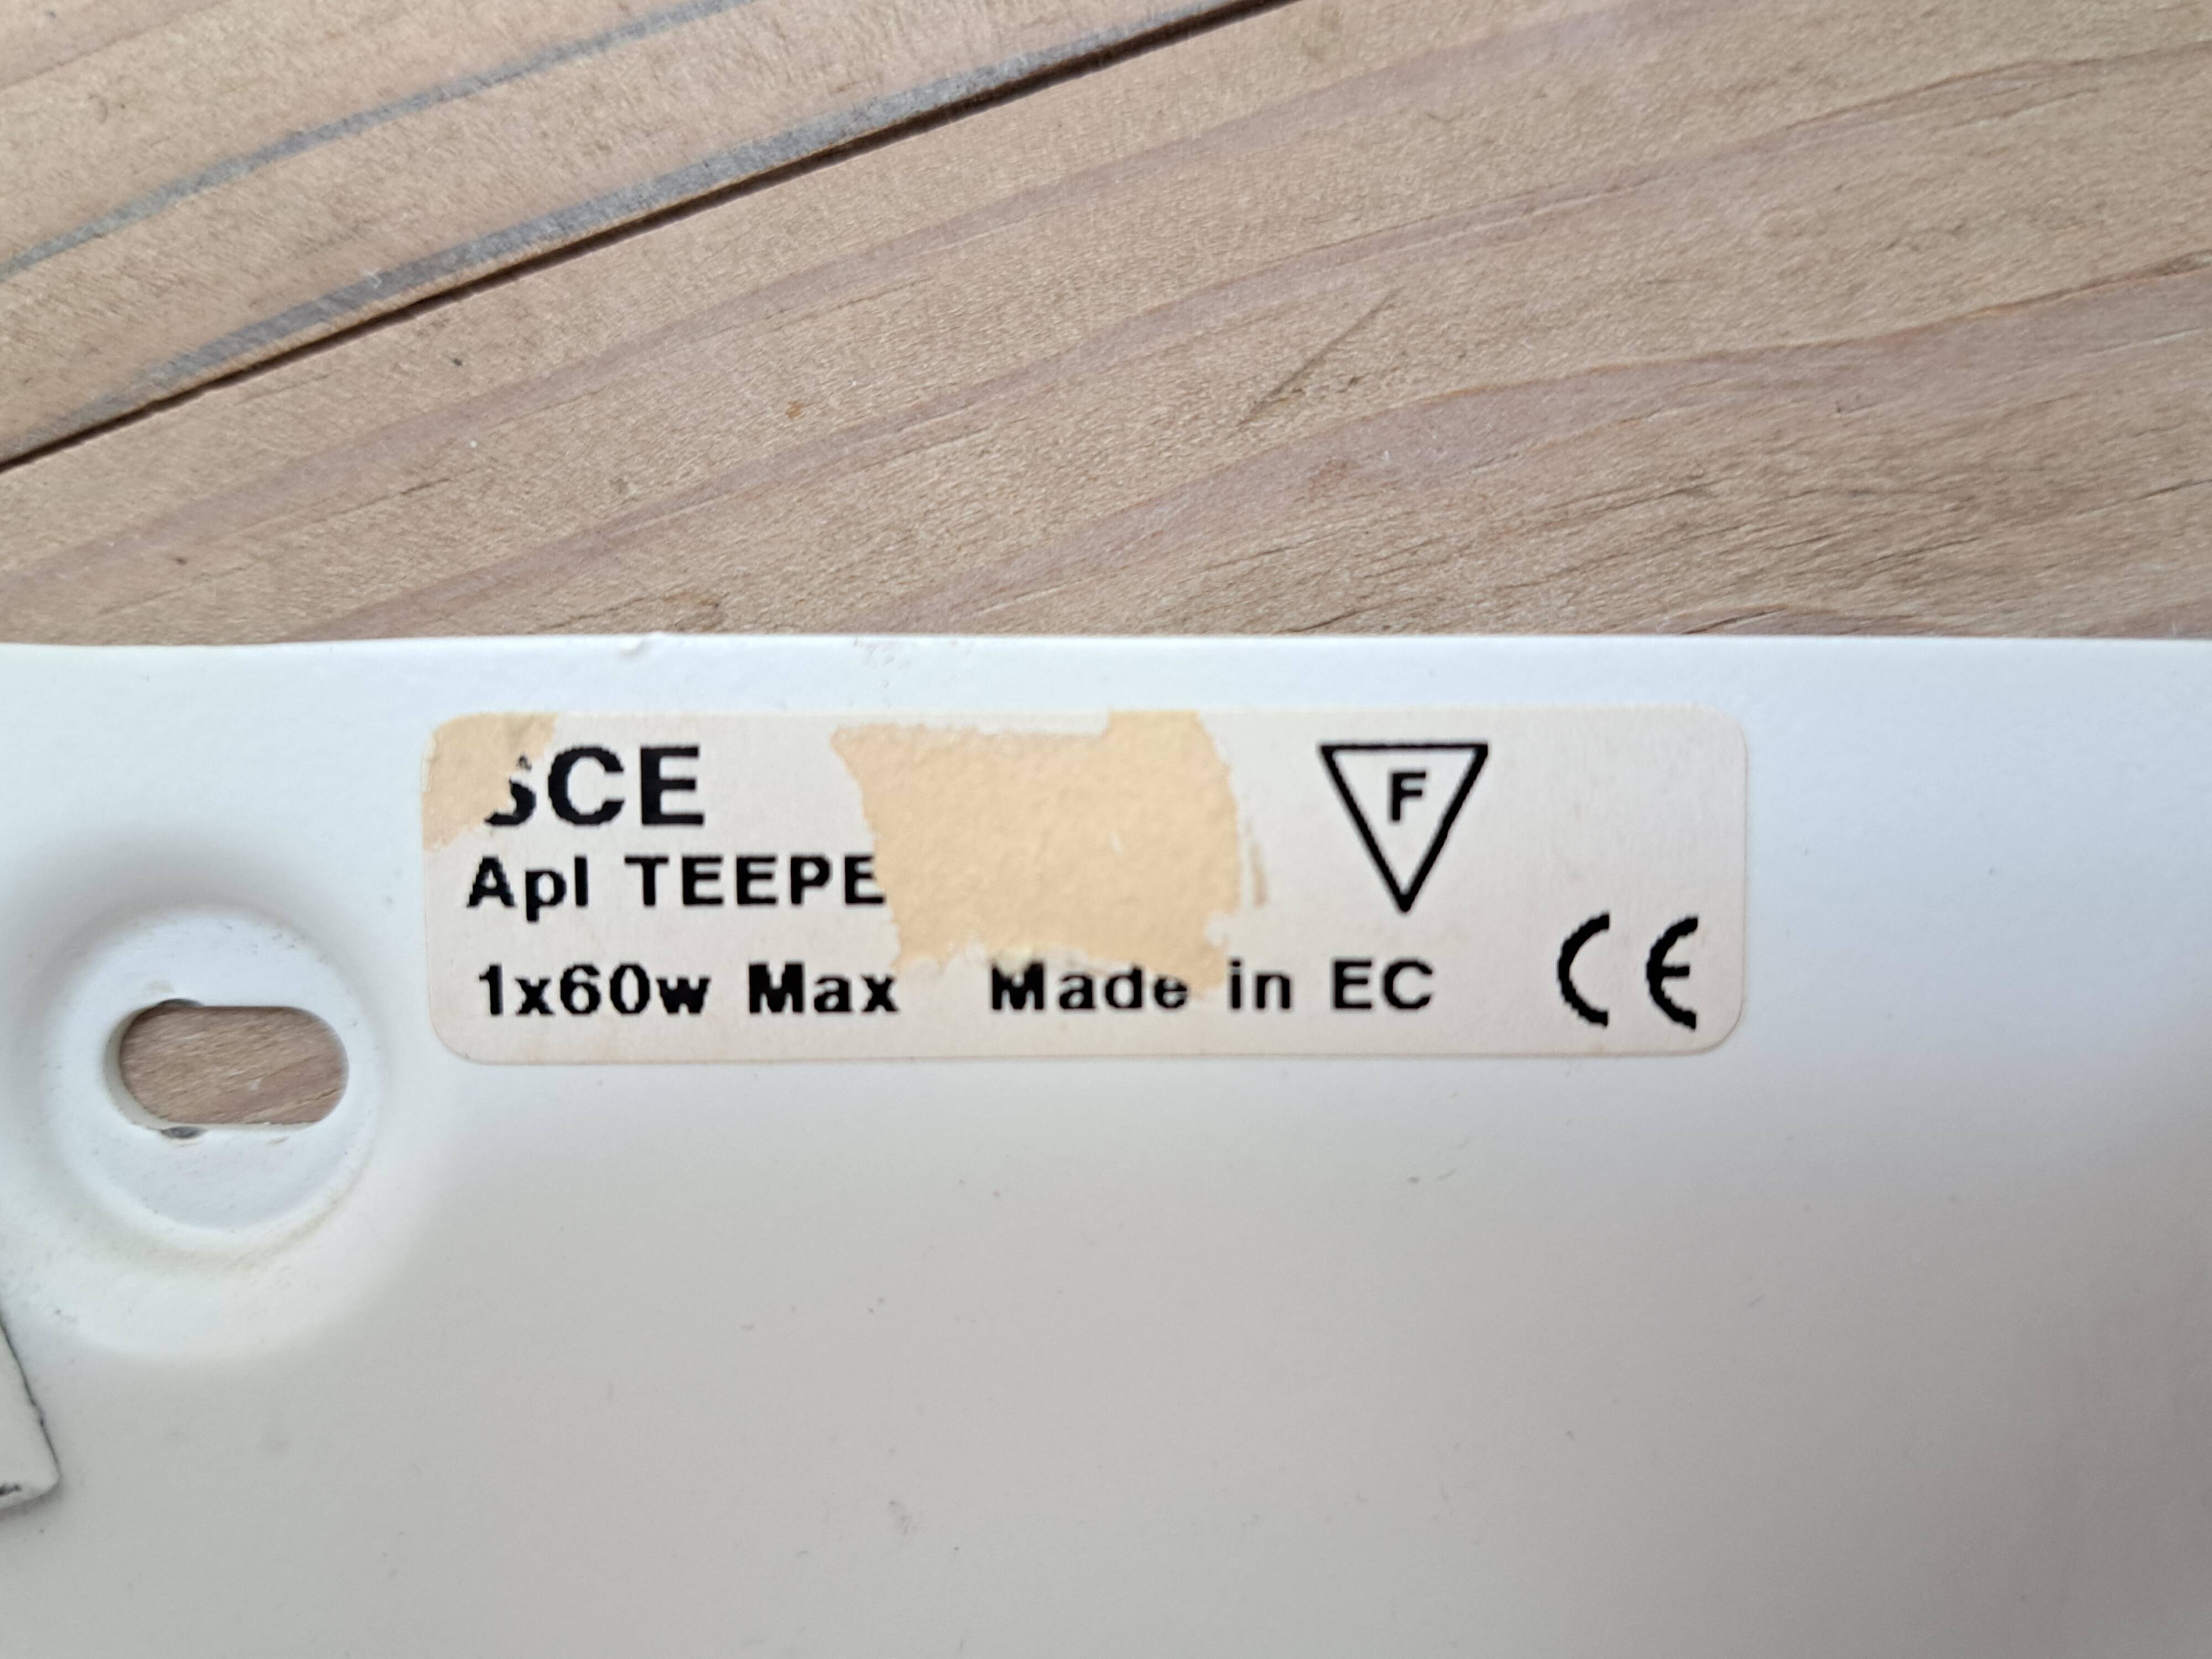 SCE
F
Apl TEEPE
1x60w Max Made in EC
CE